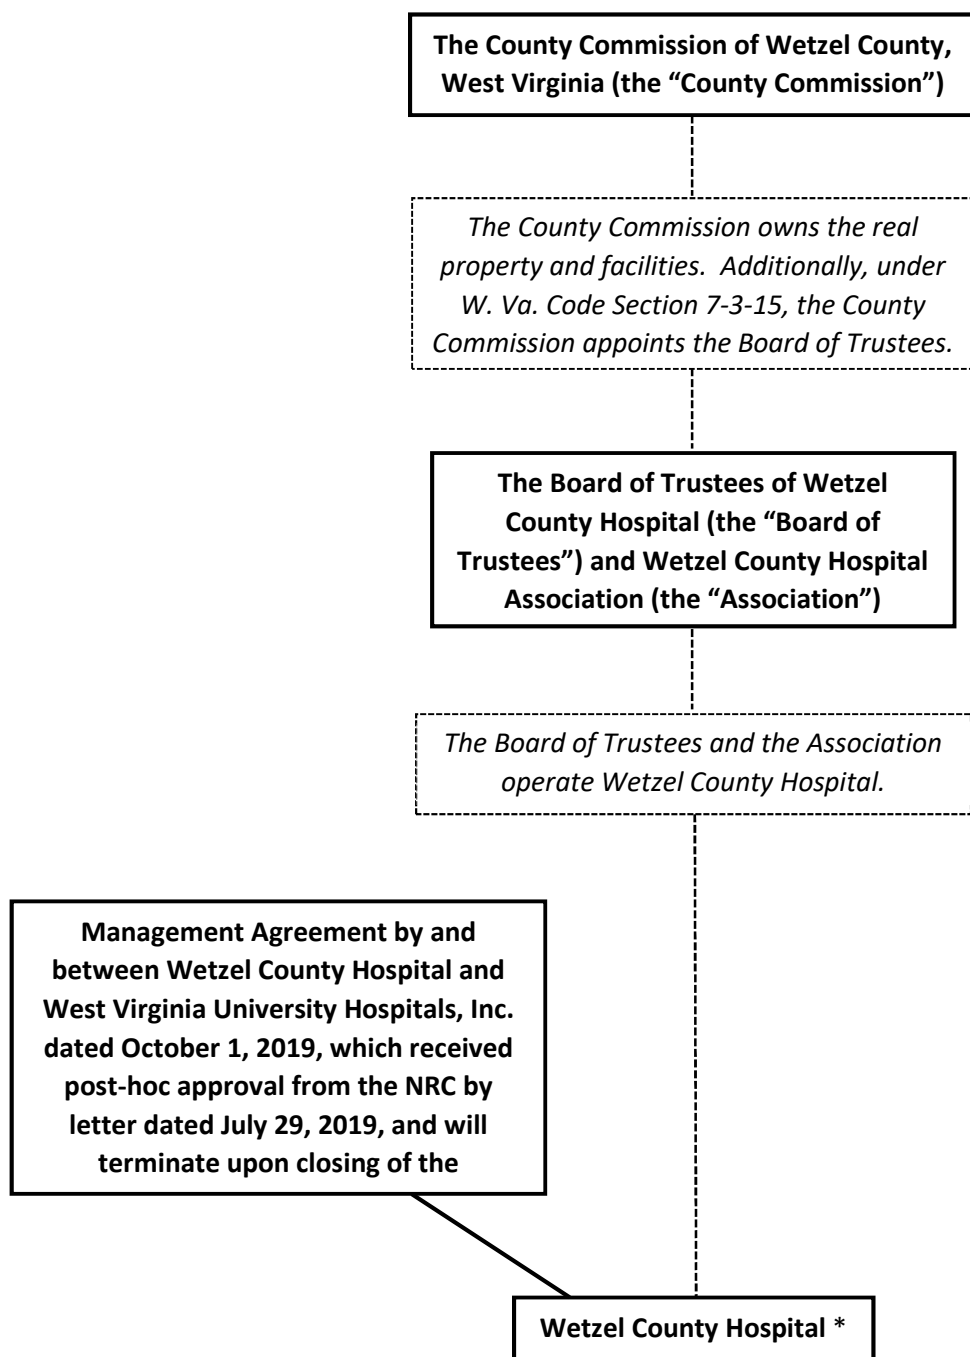 The County Commission of Wetzel County,
West Virginia (the “County Commission”)
The County Commission owns the real
property and facilities.  Additionally, under
W. Va. Code Section 7-3-15, the County
Commission appoints the Board of Trustees.
The Board of Trustees of Wetzel
County Hospital (the “Board of
Trustees”) and Wetzel County Hospital
Association (the “Association”)
The Board of Trustees and the Association
operate Wetzel County Hospital.
Management Agreement by and
between Wetzel County Hospital and
West Virginia University Hospitals, Inc.
dated October 1, 2019, which received
post-hoc approval from the NRC by
letter dated July 29, 2019, and will
terminate upon closing of the
Wetzel County Hospital *